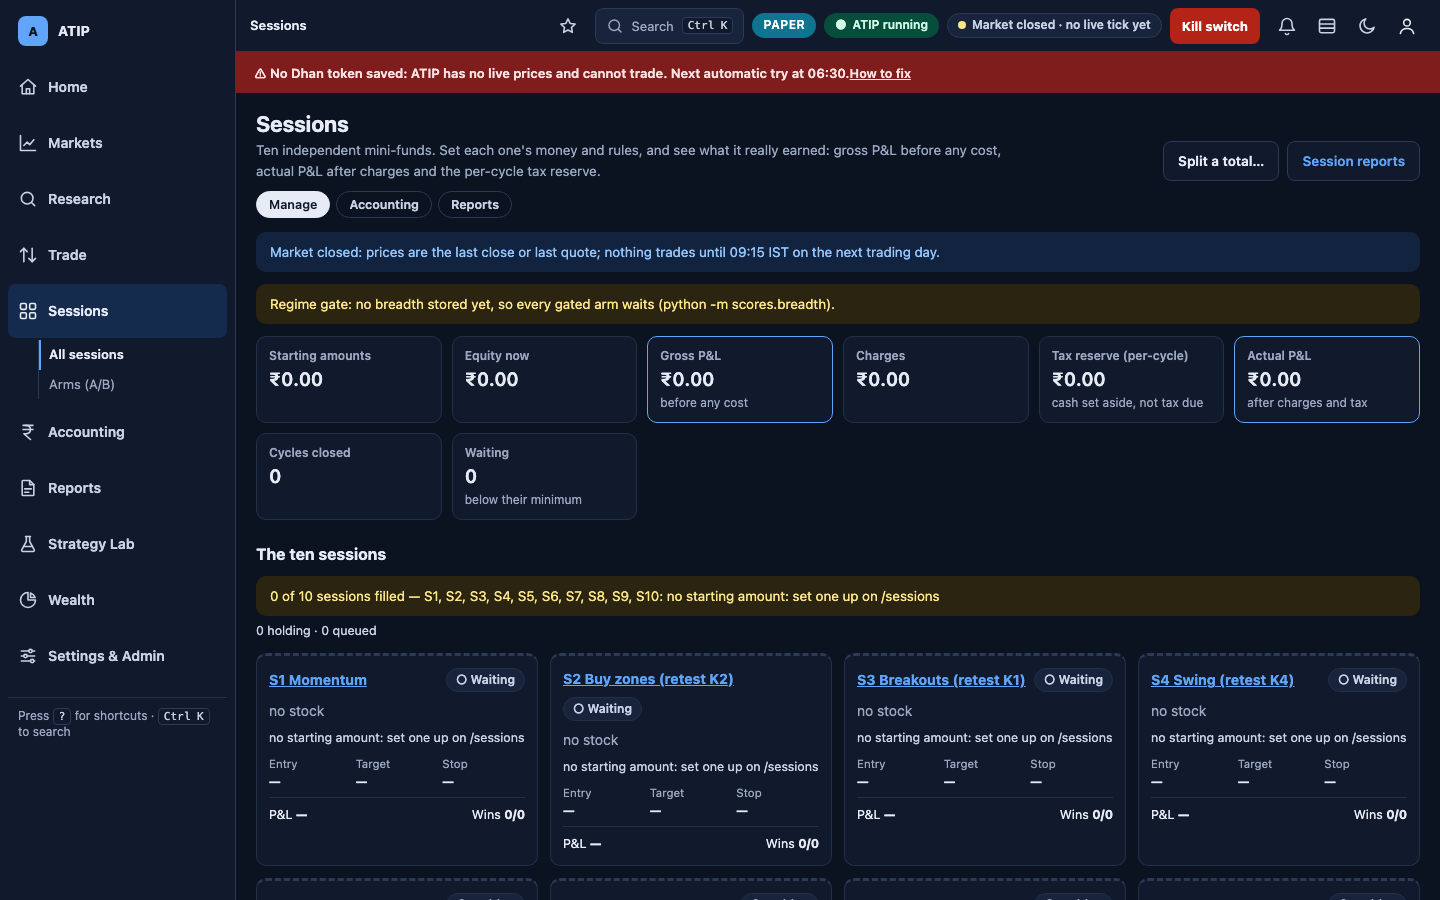 A ATIP
Sessions
Search Ctrl K
PAPER
ATIP running
Market closed · no live tick yet
Kill switch
⚠ No Dhan token saved: ATIP has no live prices and cannot trade. Next automatic try at 06:30.How to fix
Home
Markets
Research
Trade
Sessions
All sessions
Arms (A/B)
Accounting
Reports
Strategy Lab
Wealth
Settings & Admin
Press ? for shortcuts · Ctrl K
to search
Sessions
Ten independent mini-funds. Set each one's money and rules, and see what it really earned: gross P&L before any cost,
actual P&L after charges and the per-cycle tax reserve.
Split a total...
Session reports
Manage Accounting Reports
Market closed: prices are the last close or last quote; nothing trades until 09:15 IST on the next trading day.
Regime gate: no breadth stored yet, so every gated arm waits (python -m scores.breadth).
Starting amounts
₹0.00
Equity now
₹0.00
Gross P&L
₹0.00
before any cost
Charges
₹0.00
Tax reserve (per-cycle)
₹0.00
cash set aside, not tax due
Actual P&L
₹0.00
after charges and tax
Cycles closed
0
Waiting
0
below their minimum
The ten sessions
0 of 10 sessions filled — S1, S2, S3, S4, S5, S6, S7, S8, S9, S10: no starting amount: set one up on /sessions
0 holding · 0 queued
S1 Momentum
Waiting
no stock
no starting amount: set one up on /sessions
Entry Target Stop
— — —
P&L — Wins 0/0
S2 Buy zones (retest K2)
Waiting
no stock
no starting amount: set one up on /sessions
Entry Target Stop
— — —
P&L — Wins 0/0
S3 Breakouts (retest K1)
Waiting
no stock
no starting amount: set one up on /sessions
Entry Target Stop
— — —
P&L — Wins 0/0
S4 Swing (retest K4)
Waiting
no stock
no starting amount: set one up on /sessions
Entry Target Stop
— — —
P&L — Wins 0/0